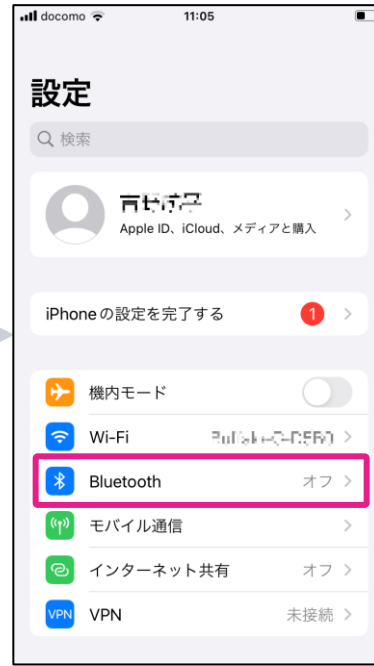 docomo 11:05
設定
検索
Apple ID、iCloud、メディアと購入
iPhoneの設定を完了する 1
機内モード
Wi-Fi
Bluetooth オフ
モバイル通信
インターネット共有 オフ
VPN VPN 未接続